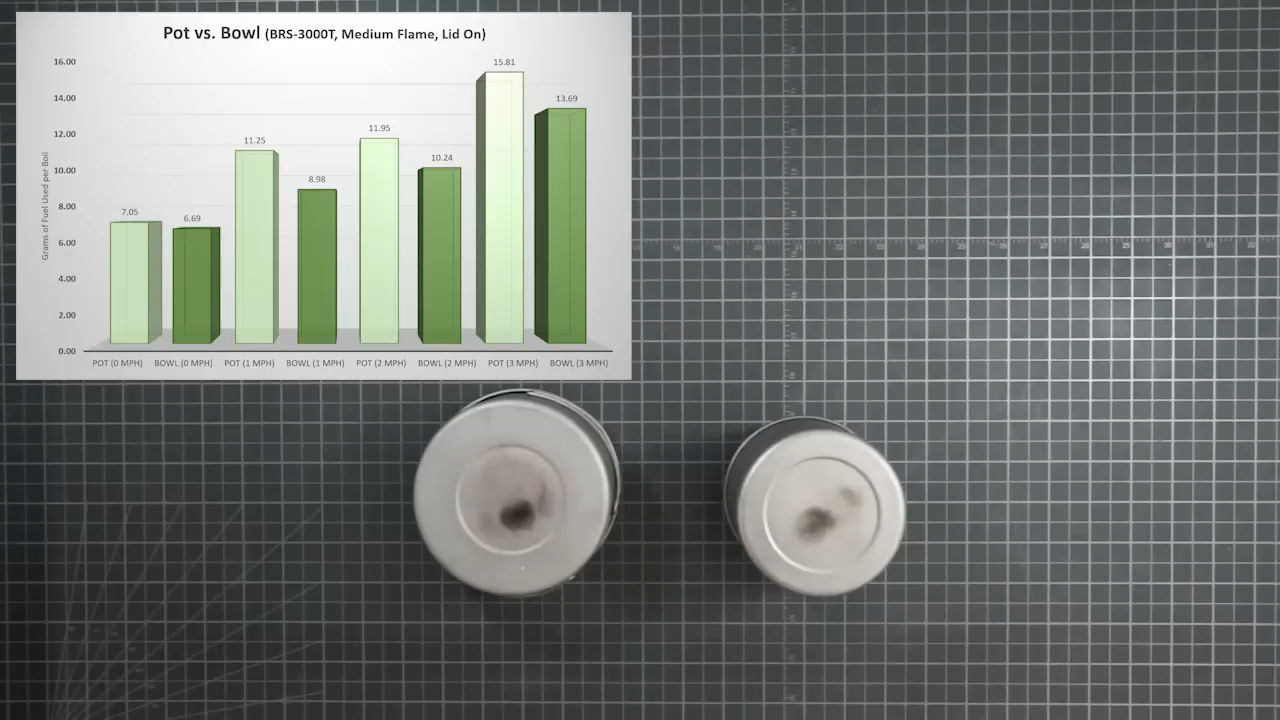 Pot vs. Bowl (BRS-3000T, Medium Flame, Lid On)
Grams of Fuel Used per Boil
16.00
14.00
12.00
10.00
8.00
6.00
4.00
2.00
0.00
7.05
6.69
11.25
8.98
11.95
10.24
15.81
13.69
POT (0 MPH)
BOWL (0 MPH)
POT (1 MPH)
BOWL (1 MPH)
POT (2 MPH)
BOWL (2 MPH)
POT (3 MPH)
BOWL (3 MPH)